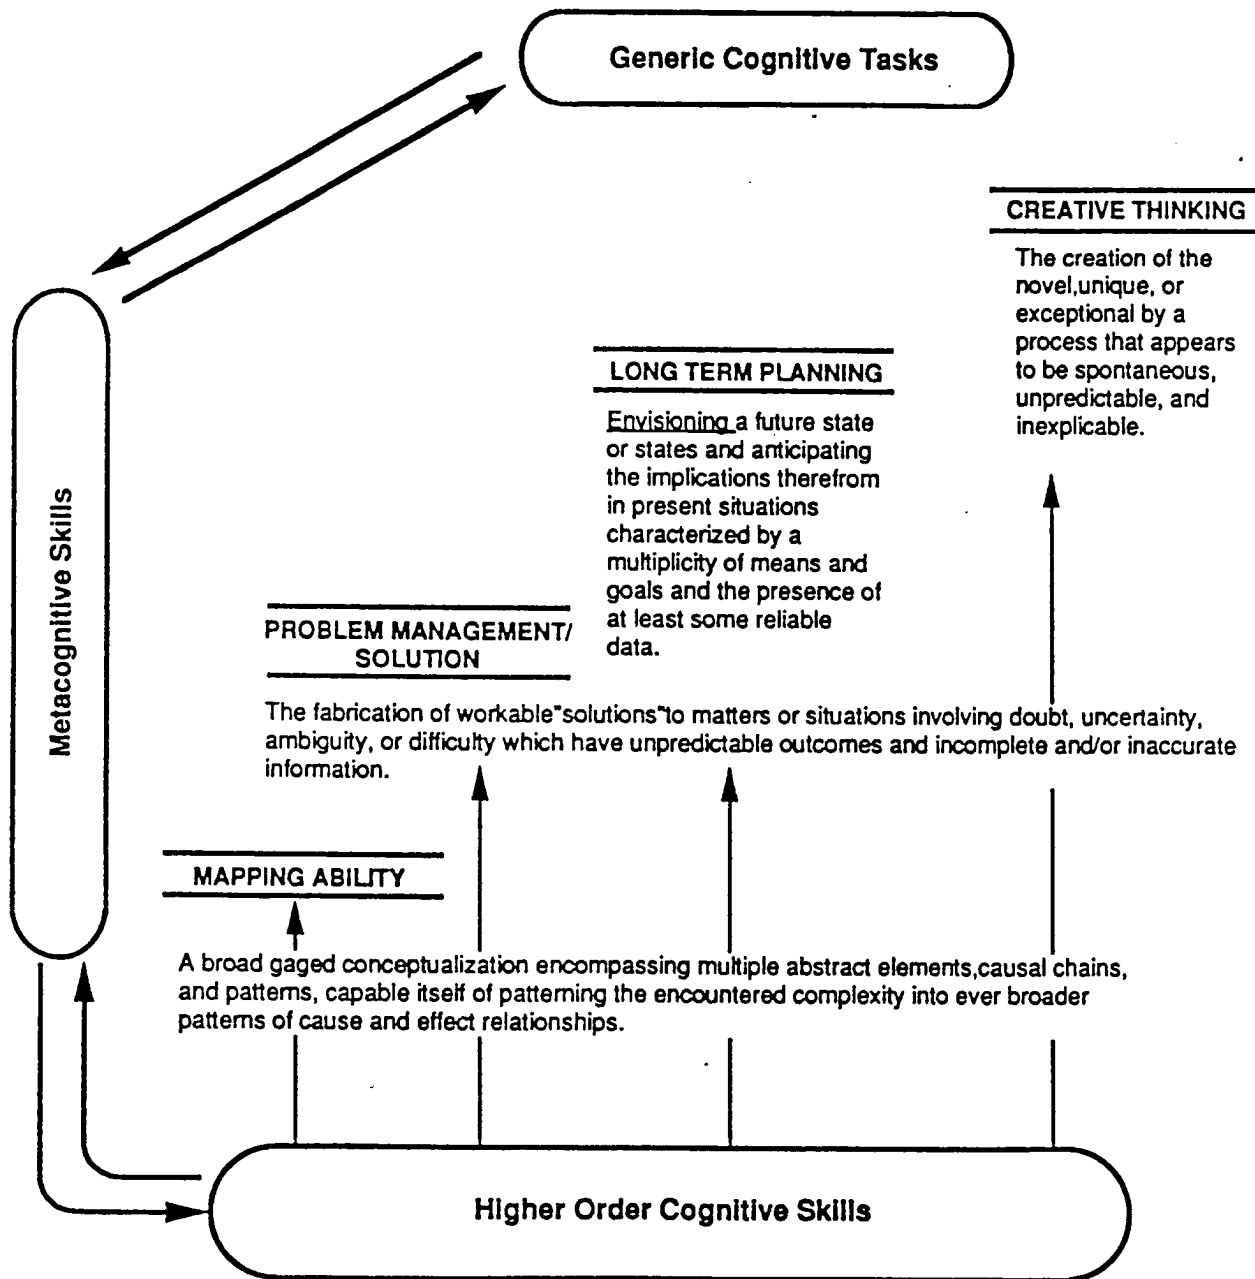 Generic Cognitive Tasks
CREATIVE THINKING
The creation of the
novel,unique, or
exceptional by a
process that appears
to be spontaneous,
unpredictable, and
inexplicable.
LONG TERM PLANNING
Envisioning a future state
or states and anticipating
the implications therefrom
in present situations
characterized by a
multiplicity of means and
goals and the presence of
at least some reliable
data.
Metacognitive Skills
PROBLEM MANAGEMENT/
SOLUTION
The fabrication of workable"solutions"to matters or situations involving doubt, uncertainty,
ambiguity, or difficulty which have unpredictable outcomes and incomplete and/or inaccurate
information.
MAPPING ABILITY
A broad gaged conceptualization encompassing multiple abstract elements,causal chains,
and patterns, capable itself of patterning the encountered complexity into ever broader
patterns of cause and effect relationships.
Higher Order Cognitive Skills